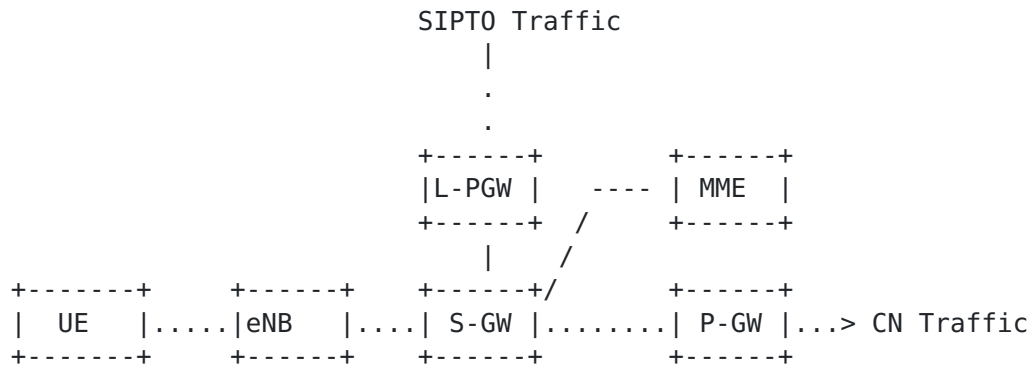 SIPTO Traffic
|
.
.
+------+ +------+
|L-PGW | ---- | MME |
+------+ / +------+
| /
+-------+ +------+ +------+/ +------+
| UE |.....|eNB |....| S-GW |........| P-GW |...> CN Traffic
+-------+ +------+ +------+ +------+